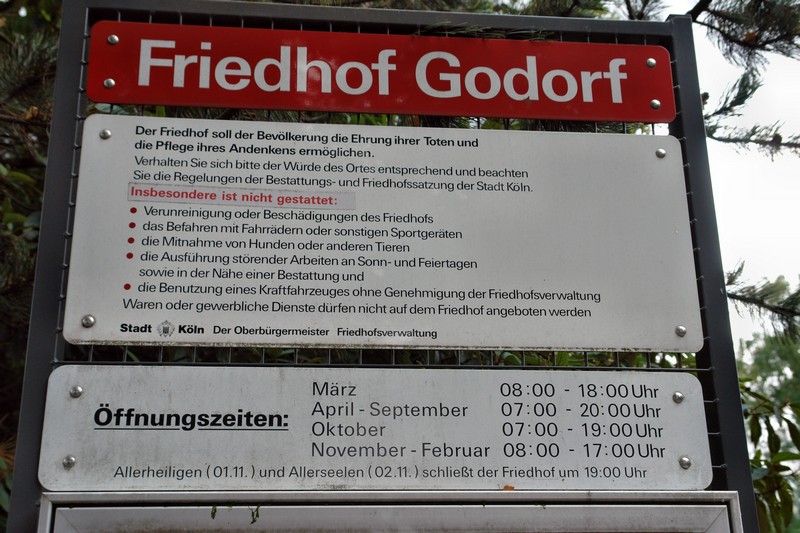 Friedhof Godorf
Der Friedhof soll der Bevölkerung die Ehrung ihrer Toten und
die Pflege ihres Andenkens ermöglichen.
Verhalten Sie sich bitte der Würde des Ortes entsprechend und beachten
Sie die Regelungen der Bestattungs- und Friedhofssatzung der Stadt Köln.
Insbesondere ist nicht gestattet:
• Verunreinigung oder Beschädigungen des Friedhofs
• das Befahren mit Fahrrädern oder sonstigen Sportgeräten
• die Mitnahme von Hunden oder anderen Tieren
• die Ausführung störender Arbeiten an Sonn- und Feiertagen
sowie in der Nähe einer Bestattung und
• die Benutzung eines Kraftfahrzeuges ohne Genehmigung der Friedhofsverwaltung
Waren oder gewerbliche Dienste dürfen nicht auf dem Friedhof angeboten werden
Stadt Köln Der Oberbürgermeister Friedhofsverwaltung
Öffnungszeiten:
März 08:00 - 18:00 Uhr
April - September 07:00 - 20:00 Uhr
Oktober 07:00 - 19:00 Uhr
November - Februar 08:00 - 17:00 Uhr
Allerheiligen (01.11.) und Allerseelen (02.11.) schließt der Friedhof um 19:00 Uhr